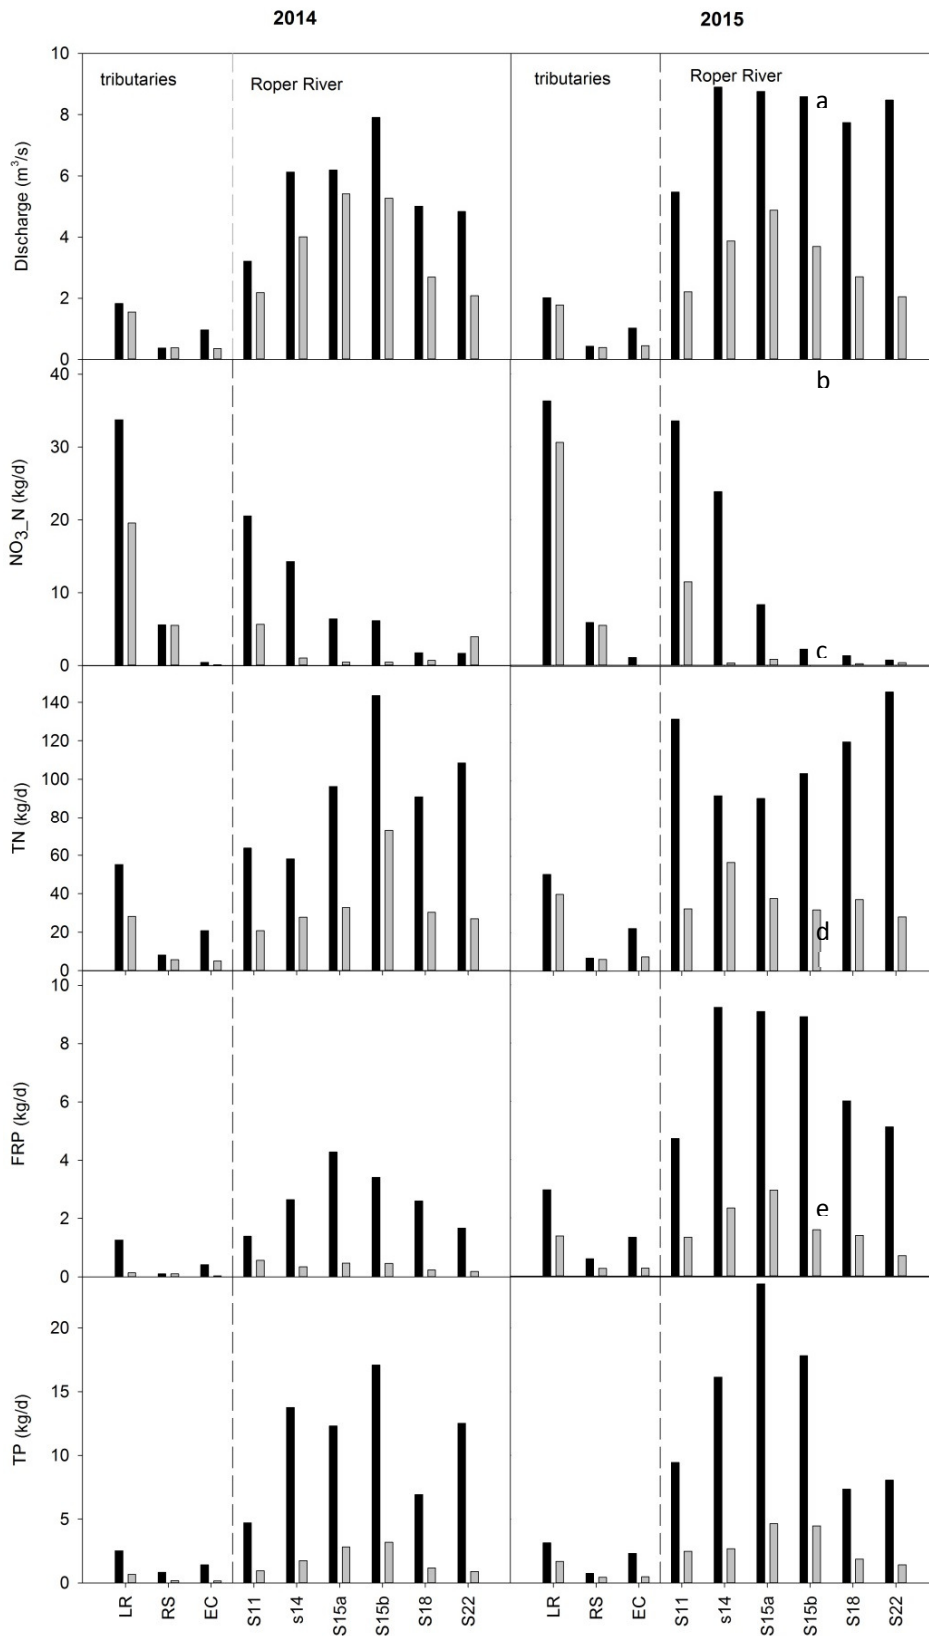 2014 2015
tributaries Roper River tributaries Roper River
10
8
6
4
2
0
DIscharge (m³/s)
a
40
30
20
10
0
NO3_N (kg/d)
b
140
120
100
80
60
40
20
0
TN (kg/d)
c
10
8
6
4
2
0
FRP (kg/d)
d
20
15
10
5
0
TP (kg/d)
e
LR RS EC S11 s14 S15a S15b S18 S22 LR RS EC S11 s14 S15a S15b S18 S22